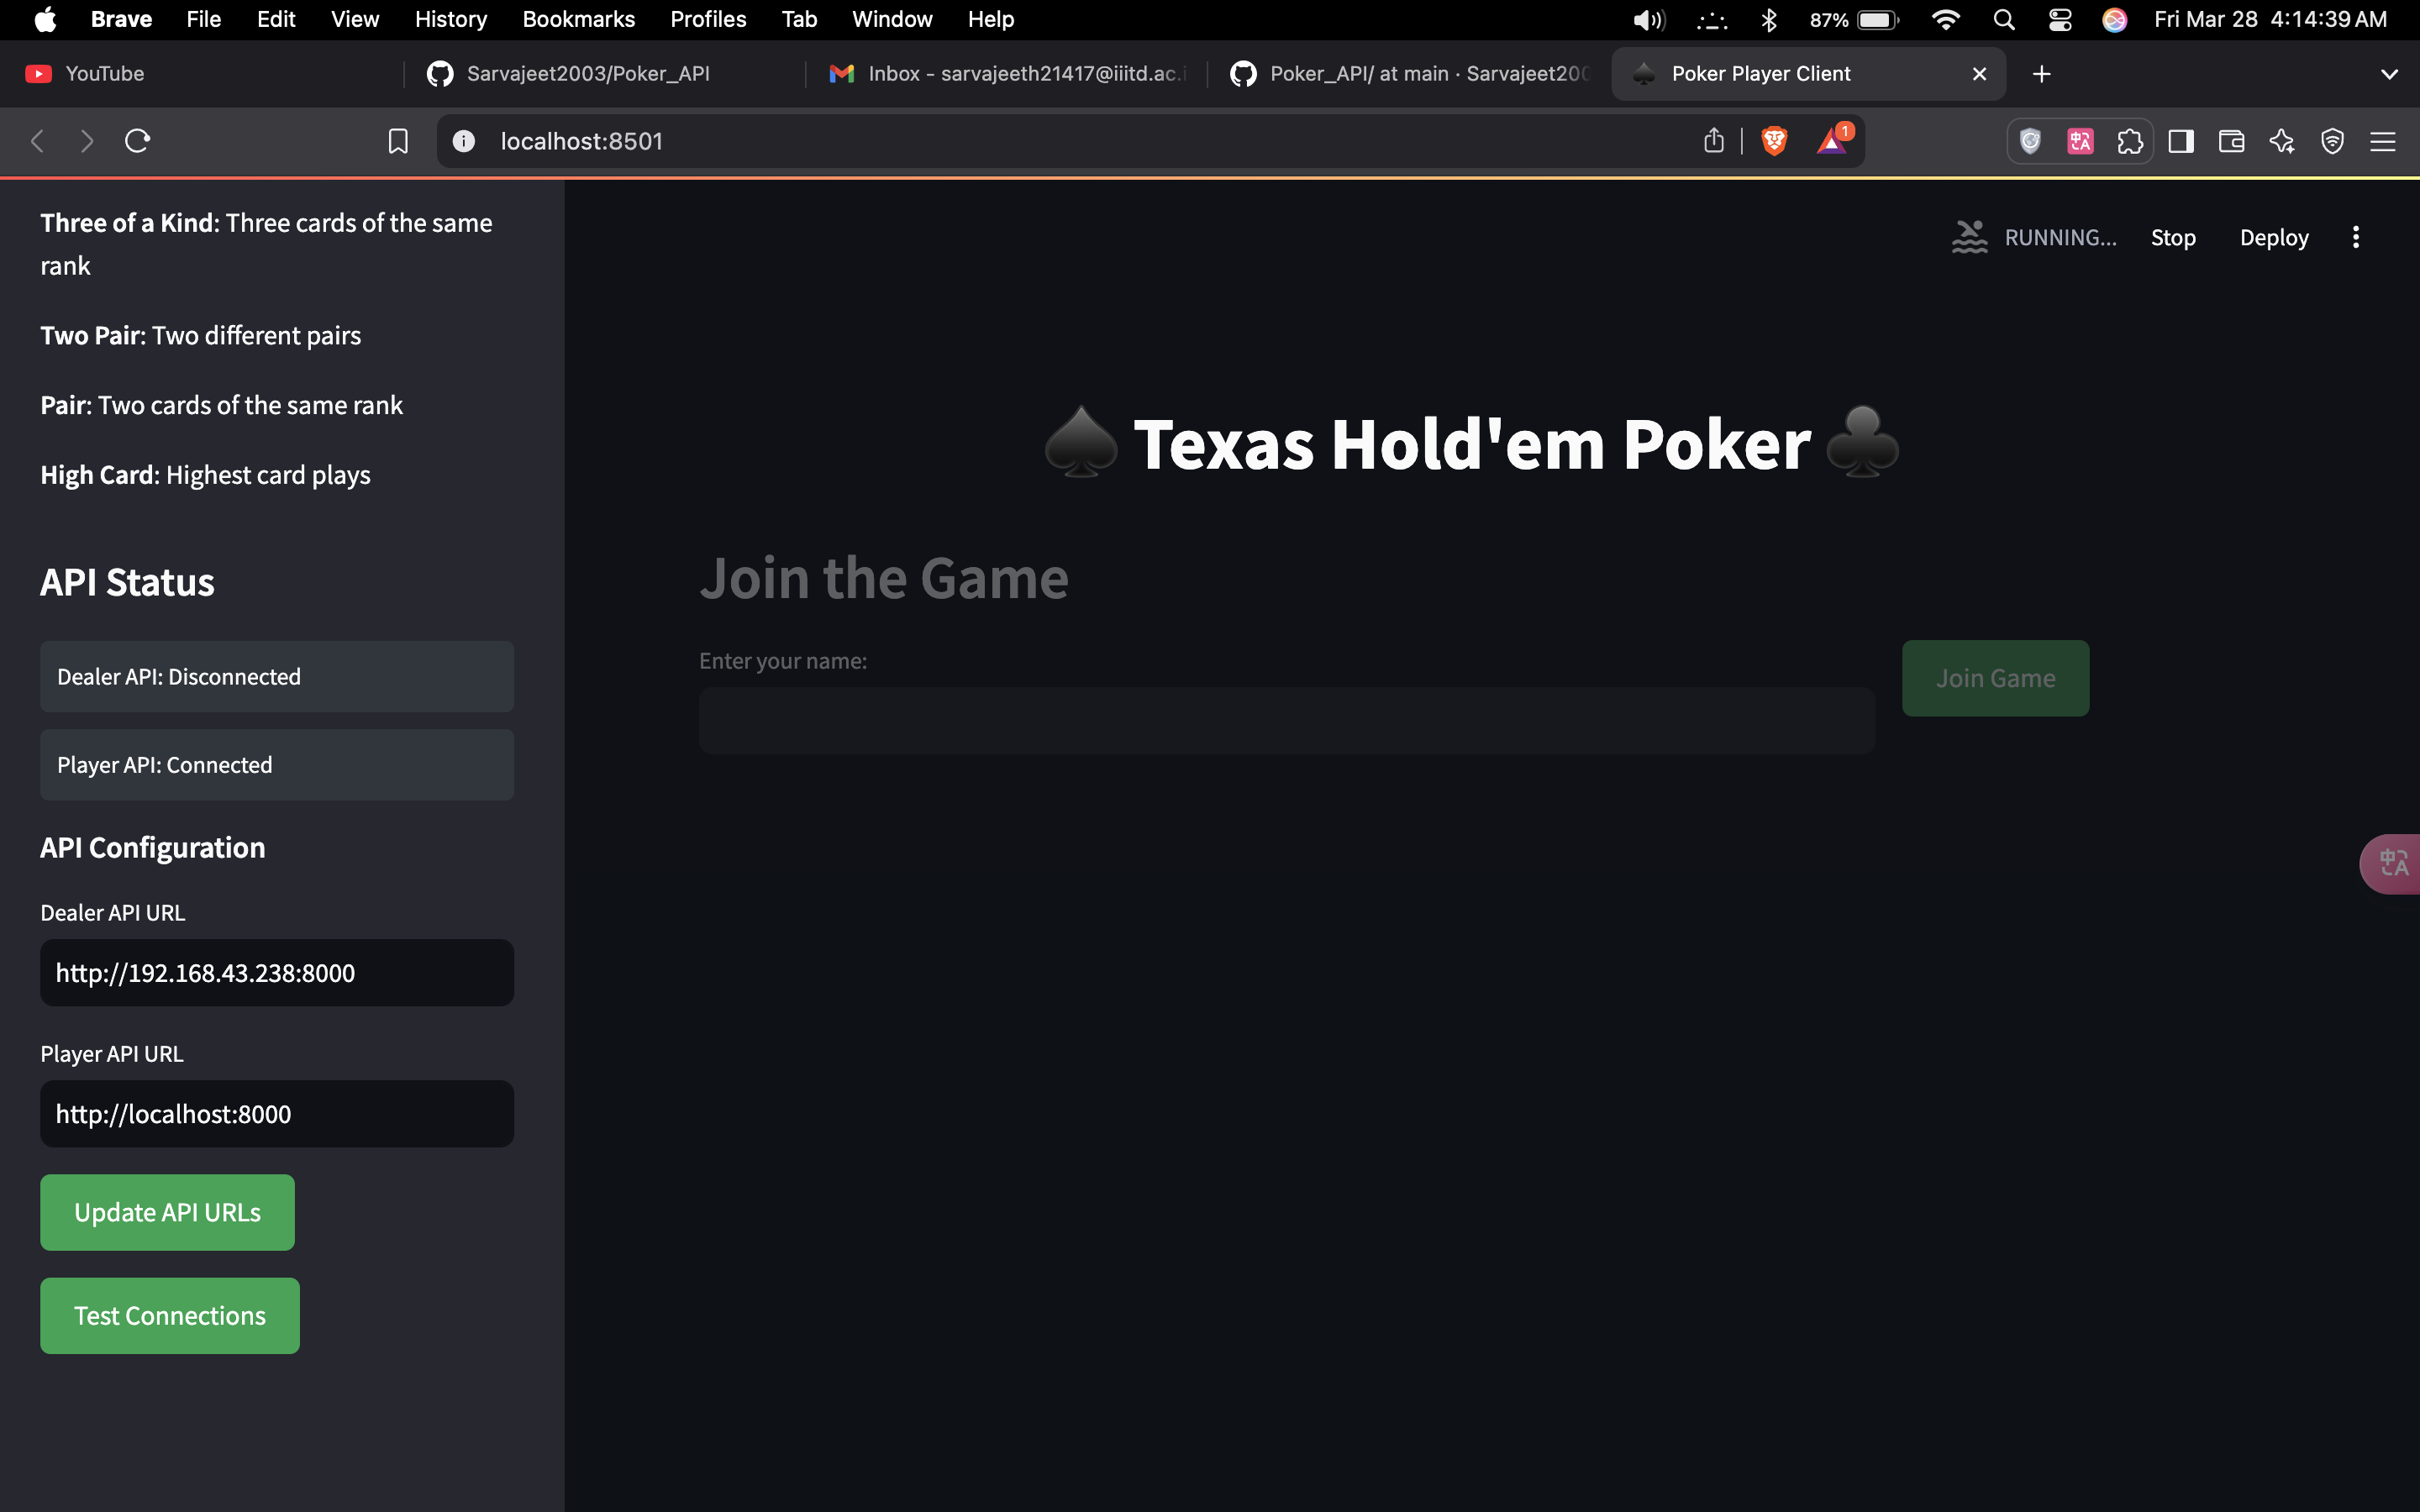 Brave File Edit View History Bookmarks Profiles Tab Window Help 87% Fri Mar 28 4:14:39 AM
YouTube Sarvajeet2003/Poker_API Inbox - sarvajeeth21417@iiitd.ac.i Poker_API/ at main · Sarvajeet200 Poker Player Client
localhost:8501 1
Three of a Kind: Three cards of the same
rank
Two Pair: Two different pairs
Pair: Two cards of the same rank
High Card: Highest card plays
API Status
Dealer API: Disconnected
Player API: Connected
API Configuration
Dealer API URL
http://192.168.43.238:8000
Player API URL
http://localhost:8000
Update API URLs
Test Connections
RUNNING... Stop Deploy
♠️ Texas Hold'em Poker ♣️
Join the Game
Enter your name:
Join Game
中A